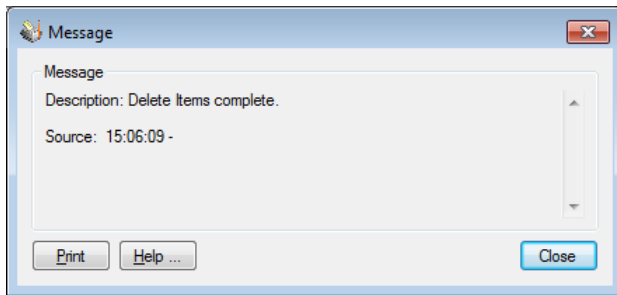 Message
Message
Description: Delete Items complete.
Source: 15:06:09 -
Print
Help ...
Close